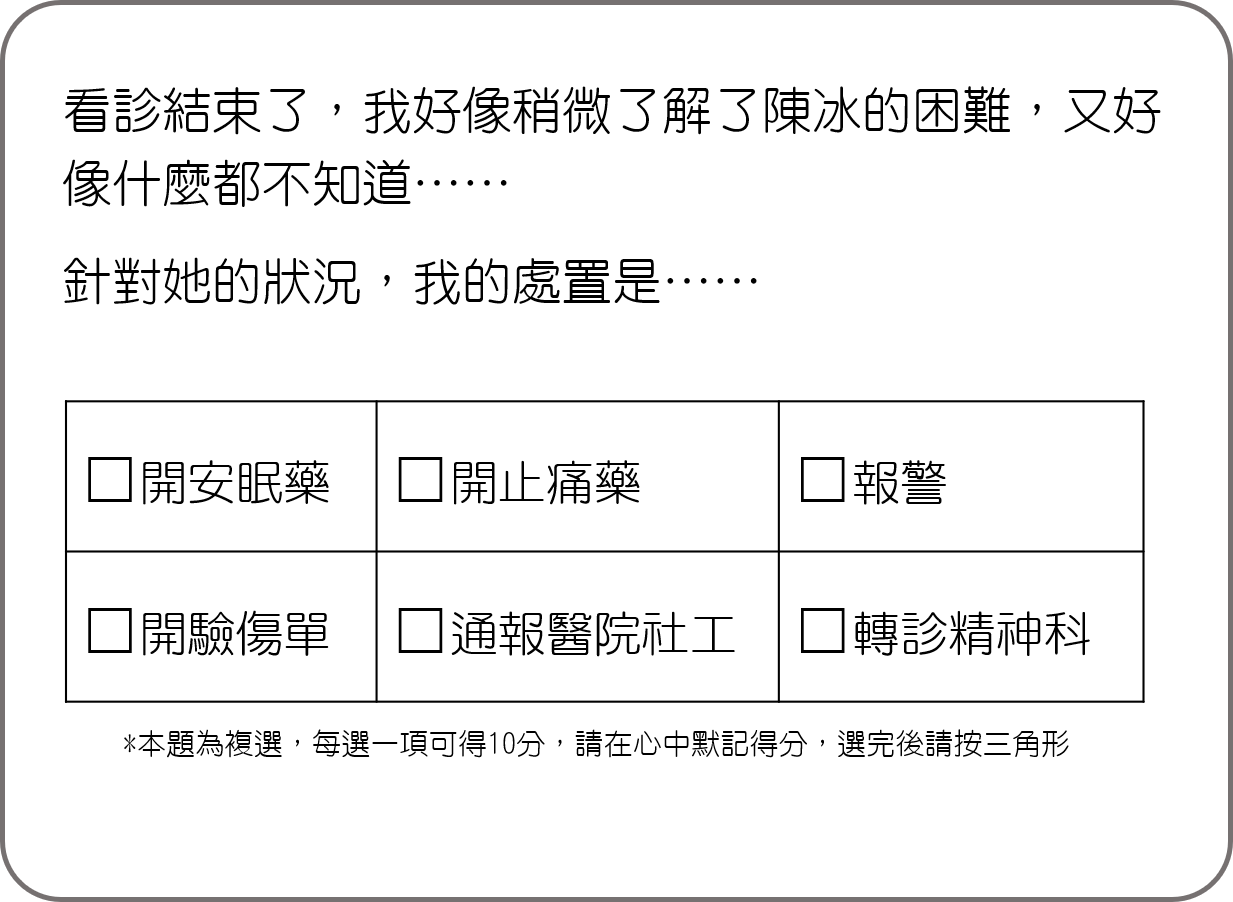 看診結束了，我好像稍微了解了陳冰的困難，又好
像什麼都不知道⋯⋯
針對她的狀況，我的處置是⋯⋯
□開安眠藥 □開止痛藥 □報警
□開驗傷單 □通報醫院社工 □轉診精神科
*本題為複選，每選一項可得10分，請在心中默記得分，選完後請按三角形